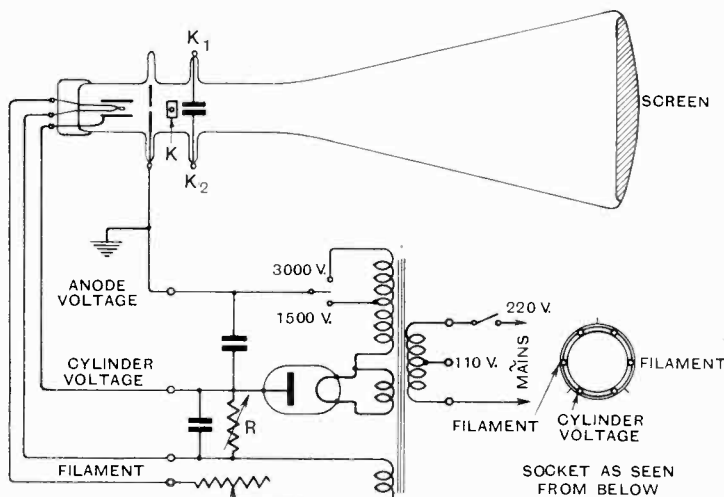 K1
SCREEN
K
K2
3000 V.
ANODE
VOLTAGE
1500 V.
220 V.
110 V.
~
MAINS
CYLINDER
VOLTAGE
FILAMENT
R
FILAMENT
CYLINDER
VOLTAGE
FILAMENT
SOCKET AS SEEN
FROM BELOW